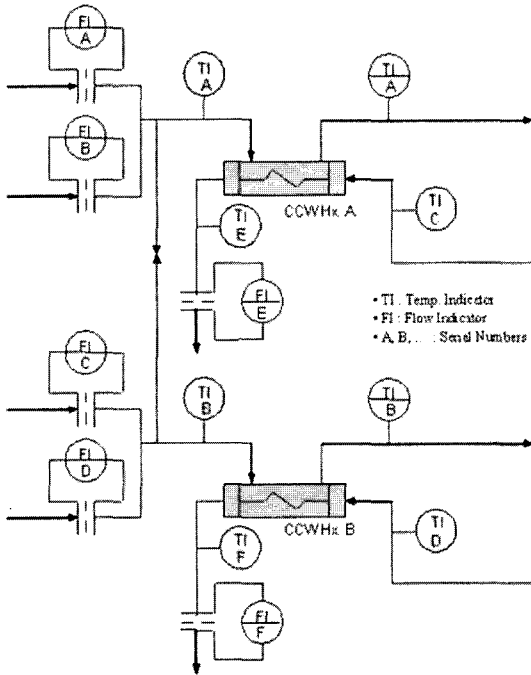 FI
A
TI
A
TI
A
FI
B
CCWHx A
TI
E
TI
C
FI
E
• TI : Temp. Indicator
• FI : Flow Indicator
• A, B, ... : Serial Numbers
FI
C
TI
B
TI
B
FI
D
CCWHx B
TI
F
TI
D
FI
F